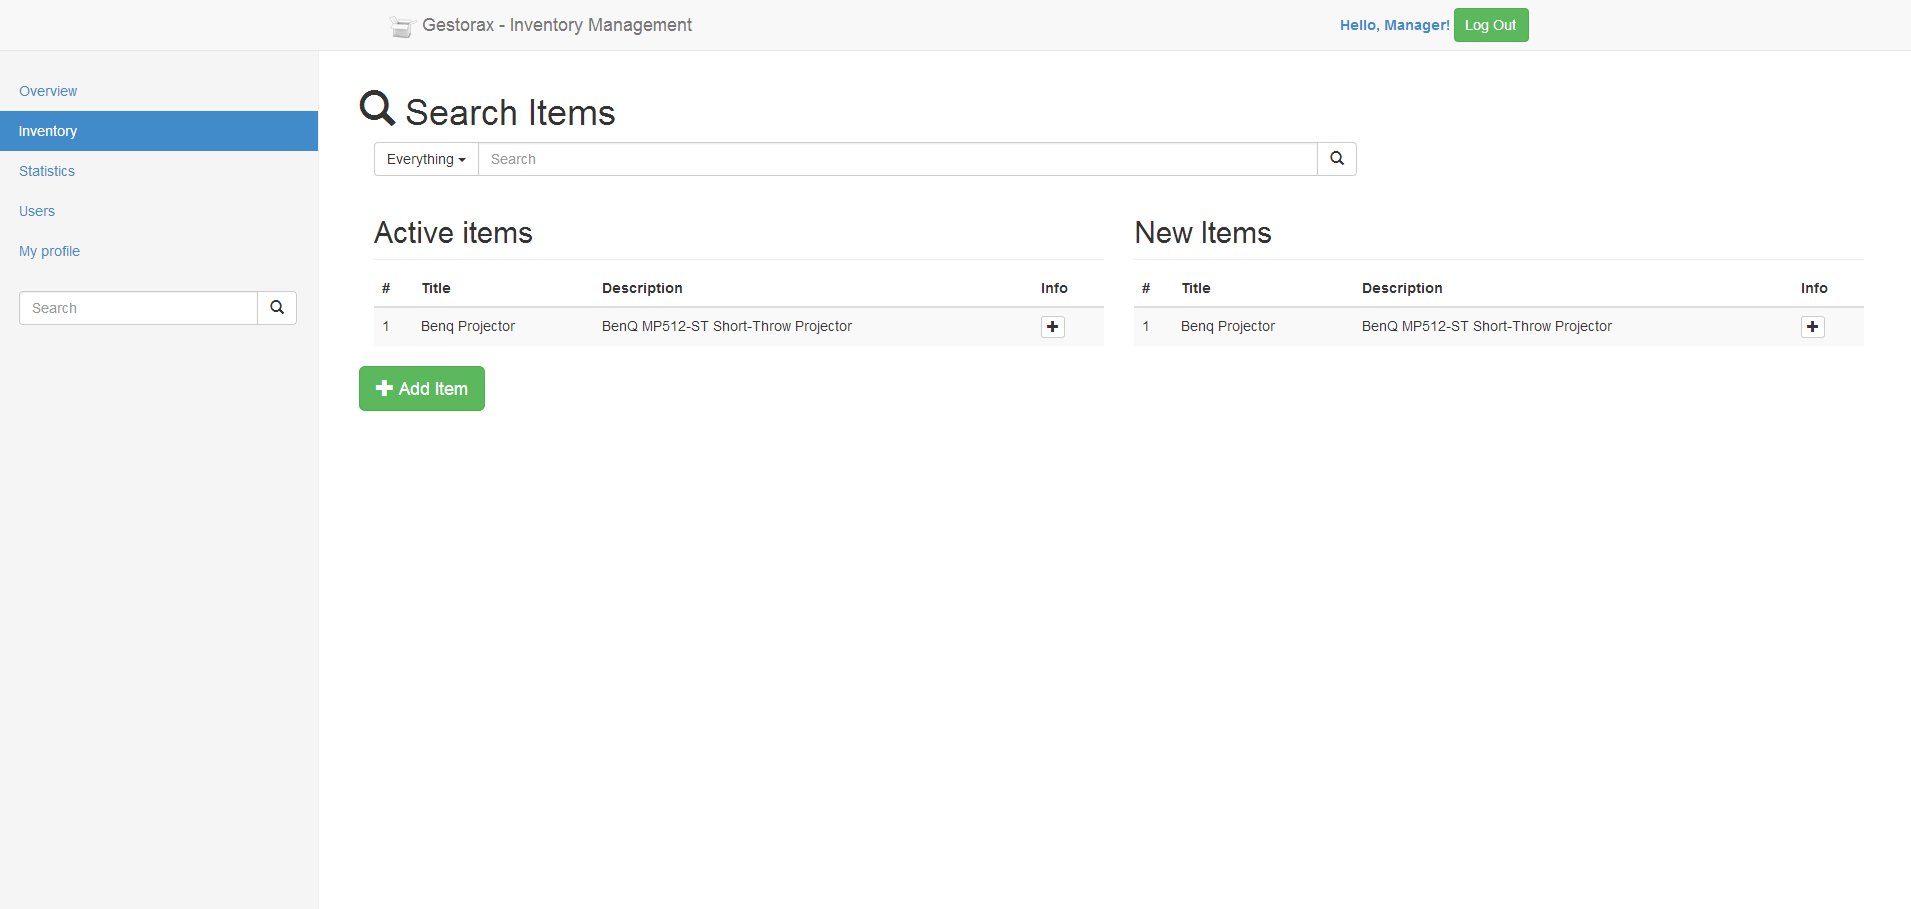 Gestorax - Inventory Management
Hello, Manager! Log Out
Overview
Inventory
Statistics
Users
My profile
Search
Search Items
Everything Search
Active items
# Title Description Info
1 Benq Projector BenQ MP512-ST Short-Throw Projector
New Items
# Title Description Info
1 Benq Projector BenQ MP512-ST Short-Throw Projector
Add Item